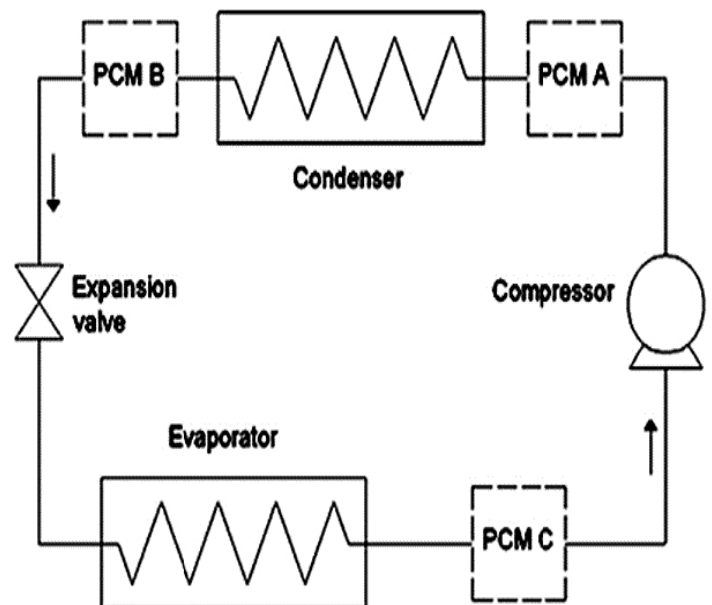 PCM B
PCM A
Condenser
Expansion
valve
Compressor
Evaporator
PCM C